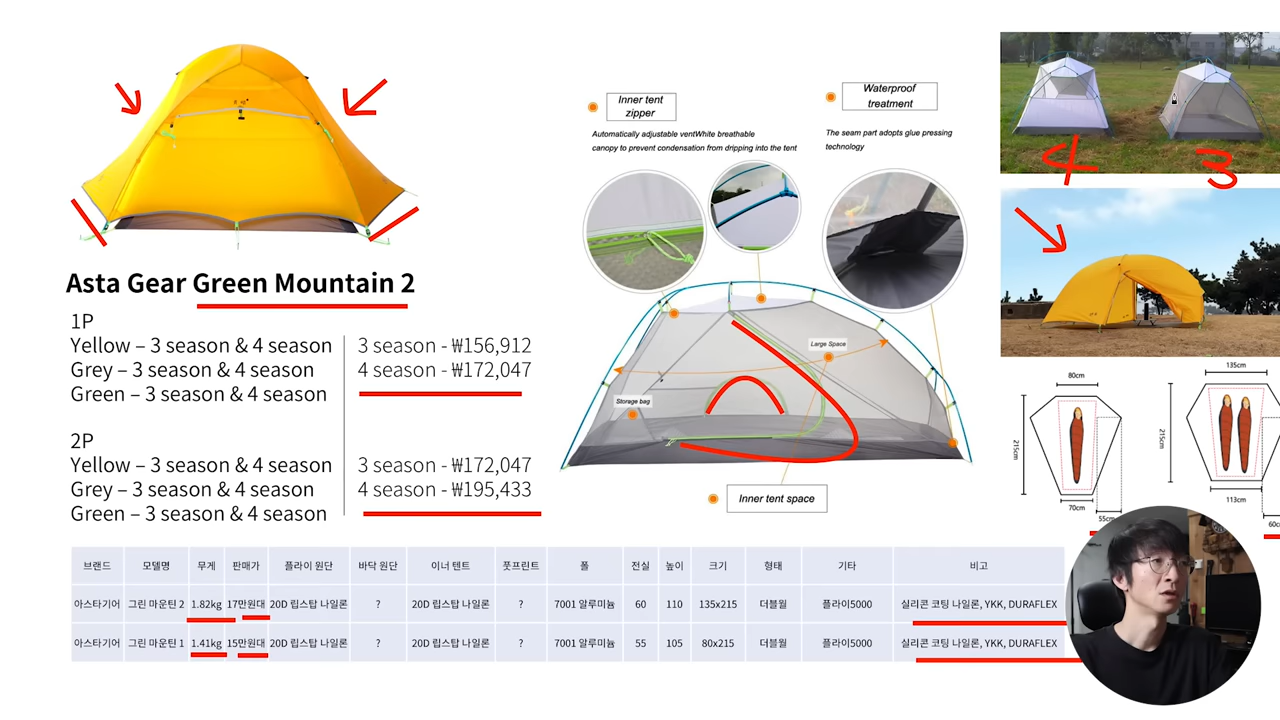 Asta Gear Green Mountain 2
1P
Yellow – 3 season & 4 season
Grey – 3 season & 4 season
Green – 3 season & 4 season
3 season - ₩156,912
4 season - ₩172,047
2P
Yellow – 3 season & 4 season
Grey – 3 season & 4 season
Green – 3 season & 4 season
3 season - ₩172,047
4 season - ₩195,433
Inner tent
zipper
Automatically adjustable ventWhite breathable
canopy to prevent condensation from dripping into the tent
Waterproof
treatment
The seam part adopts glue pressing
technology
Large Space
Storage bag
Inner tent space
4 3
80cm
215cm
70cm
55cm
135cm
215cm
113cm
브랜드 모델명 무게 판매가 플라이 원단 바닥 원단 이너 텐트 풋프린트 폴 전실 높이 크기 형태 기타 비고
아스타기어 그린 마운틴 2 1.82kg 17만원대 20D 립스탑 나일론 ? 20D 립스탑 나일론 ? 7001 알루미늄 60 110 135x215 더블월 플라이5000 실리콘 코팅 나일론, YKK, DURAFLEX
아스타기어 그린 마운틴 1 1.41kg 15만원대 20D 립스탑 나일론 ? 20D 립스탑 나일론 ? 7001 알루미늄 55 105 80x215 더블월 플라이5000 실리콘 코팅 나일론, YKK, DURAFLEX